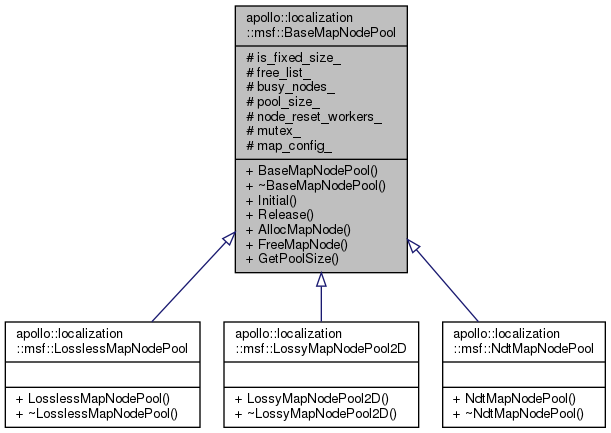 apollo::localization
::msf::BaseMapNodePool
# is_fixed_size_
# free_list_
# busy_nodes_
# pool_size_
# node_reset_workers_
# mutex_
# map_config_
+ BaseMapNodePool()
+ ~BaseMapNodePool()
+ Initial()
+ Release()
+ AllocMapNode()
+ FreeMapNode()
+ GetPoolSize()
apollo::localization
::msf::LosslessMapNodePool
+ LosslessMapNodePool()
+ ~LosslessMapNodePool()
apollo::localization
::msf::LossyMapNodePool2D
+ LossyMapNodePool2D()
+ ~LossyMapNodePool2D()
apollo::localization
::msf::NdtMapNodePool
+ NdtMapNodePool()
+ ~NdtMapNodePool()